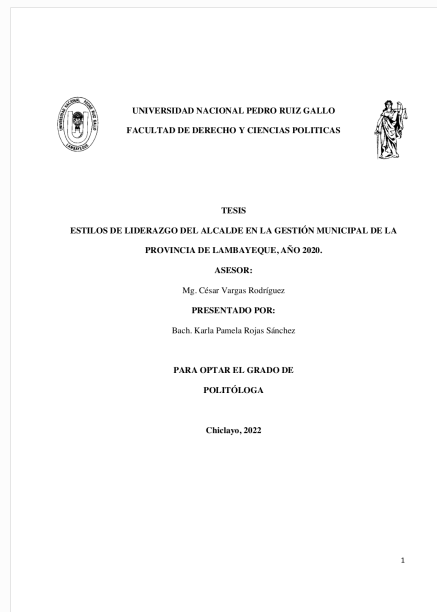 UNIVERSIDAD NACIONAL PEDRO RUIZ GALLO
FACULTAD DE DERECHO Y CIENCIAS POLITICAS
TESIS
ESTILOS DE LIDERAZGO DEL ALCALDE EN LA GESTIÓN MUNICIPAL DE LA
PROVINCIA DE LAMBAYEQUE, AÑO 2020.
ASESOR:
Mg. César Vargas Rodríguez
PRESENTADO POR:
Bach. Karla Pamela Rojas Sánchez
PARA OPTAR EL GRADO DE
POLITÓLOGA
Chiclayo, 2022
1